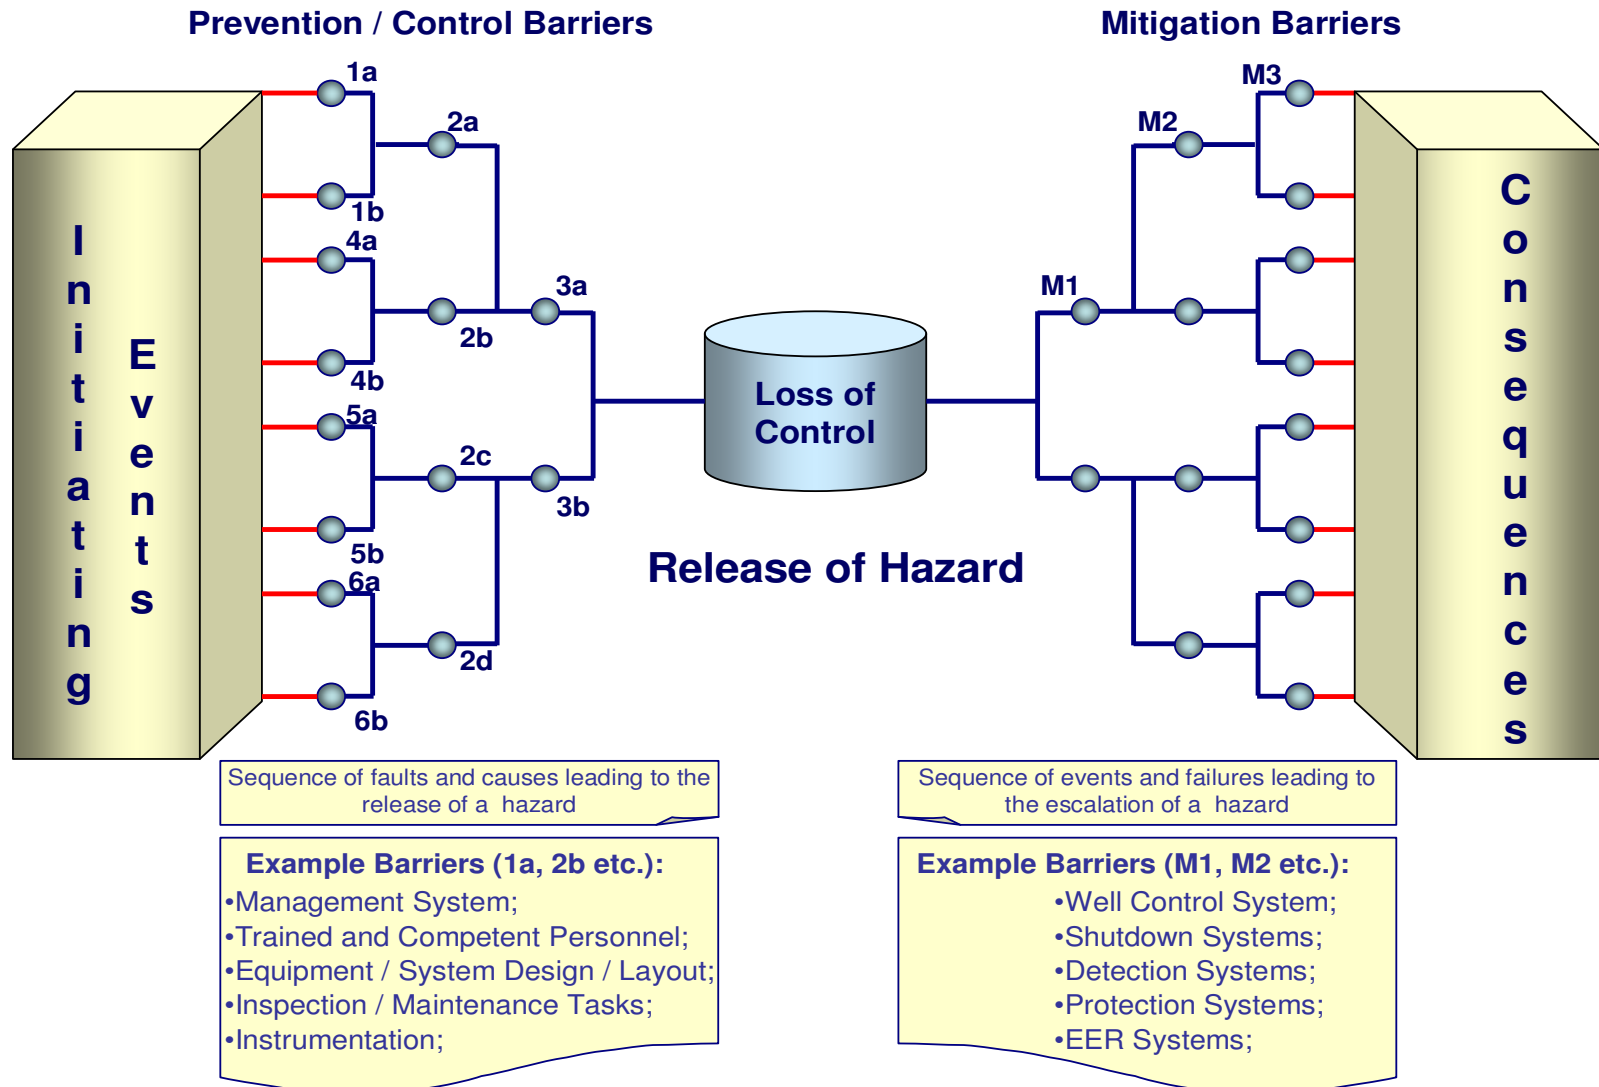 Prevention / Control Barriers
Mitigation Barriers
1a
2a
1b
4a
3a
2b
4b
5a
2c
3b
5b
6a
2d
6b
M3
M2
M1
Initiating
Events
Loss of
Control
Release of Hazard
Consequences
Sequence of faults and causes leading to the
release of a hazard
Sequence of events and failures leading to
the escalation of a hazard
Example Barriers (1a, 2b etc.):
•Management System;
•Trained and Competent Personnel;
•Equipment / System Design / Layout;
•Inspection / Maintenance Tasks;
•Instrumentation;
Example Barriers (M1, M2 etc.):
•Well Control System;
•Shutdown Systems;
•Detection Systems;
•Protection Systems;
•EER Systems;